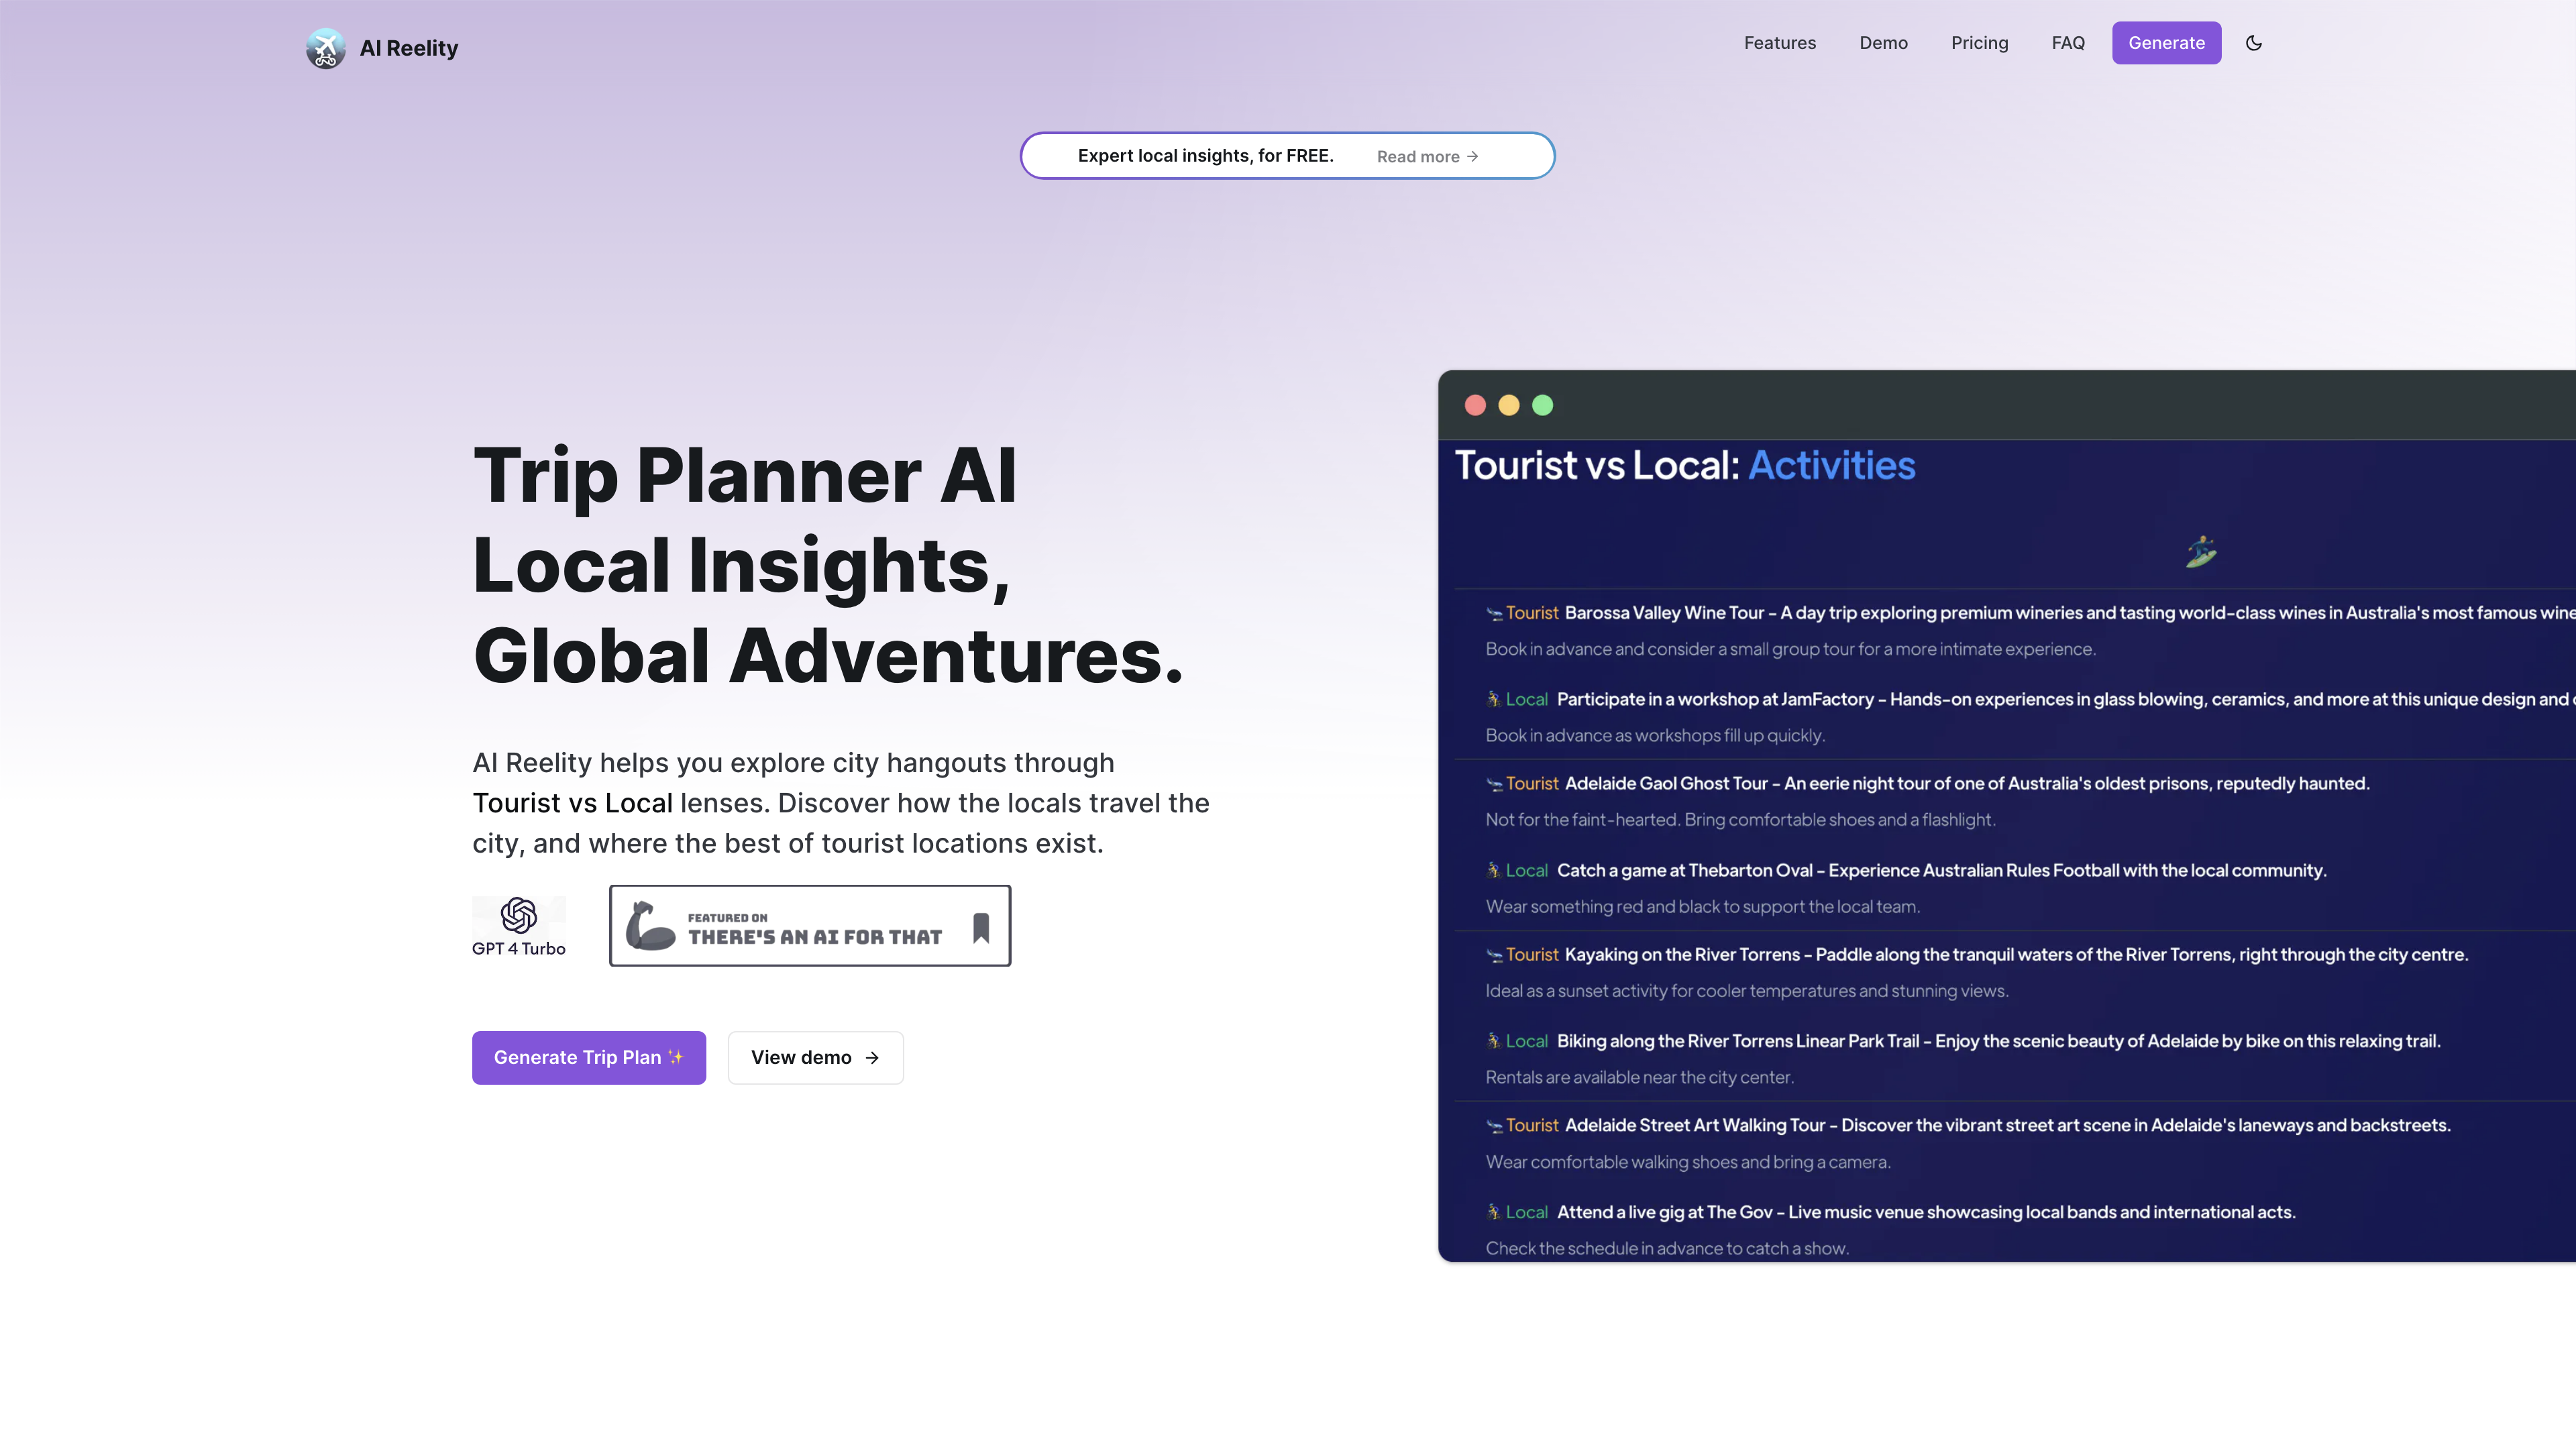 AI Reelity
Features
Demo
Pricing
FAQ
Generate
Expert local insights, for FREE.
Read more →
Trip Planner AI
Local Insights,
Global Adventures.
AI Reelity helps you explore city hangouts through
Tourist vs Local lenses. Discover how the locals travel the
city, and where the best of tourist locations exist.
GPT 4 Turbo
FEATURED ON
THERE'S AN AI FOR THAT
Generate Trip Plan ✨
View demo →
Tourist vs Local: Activities
Tourist Barossa Valley Wine Tour - A day trip exploring premium wineries and tasting world-class wines in Australia's most famous wine
Book in advance and consider a small group tour for a more intimate experience.
Local Participate in a workshop at JamFactory - Hands-on experiences in glass blowing, ceramics, and more at this unique design and
Book in advance as workshops fill up quickly.
Tourist Adelaide Gaol Ghost Tour - An eerie night tour of one of Australia's oldest prisons, reputedly haunted.
Not for the faint-hearted. Bring comfortable shoes and a flashlight.
Local Catch a game at Thebarton Oval - Experience Australian Rules Football with the local community.
Wear something red and black to support the local team.
Tourist Kayaking on the River Torrens - Paddle along the tranquil waters of the River Torrens, right through the city centre.
Ideal as a sunset activity for cooler temperatures and stunning views.
Local Biking along the River Torrens Linear Park Trail - Enjoy the scenic beauty of Adelaide by bike on this relaxing trail.
Rentals are available near the city center.
Tourist Adelaide Street Art Walking Tour - Discover the vibrant street art scene in Adelaide's laneways and backstreets.
Wear comfortable walking shoes and bring a camera.
Local Attend a live gig at The Gov - Live music venue showcasing local bands and international acts.
Check the schedule in advance to catch a show.